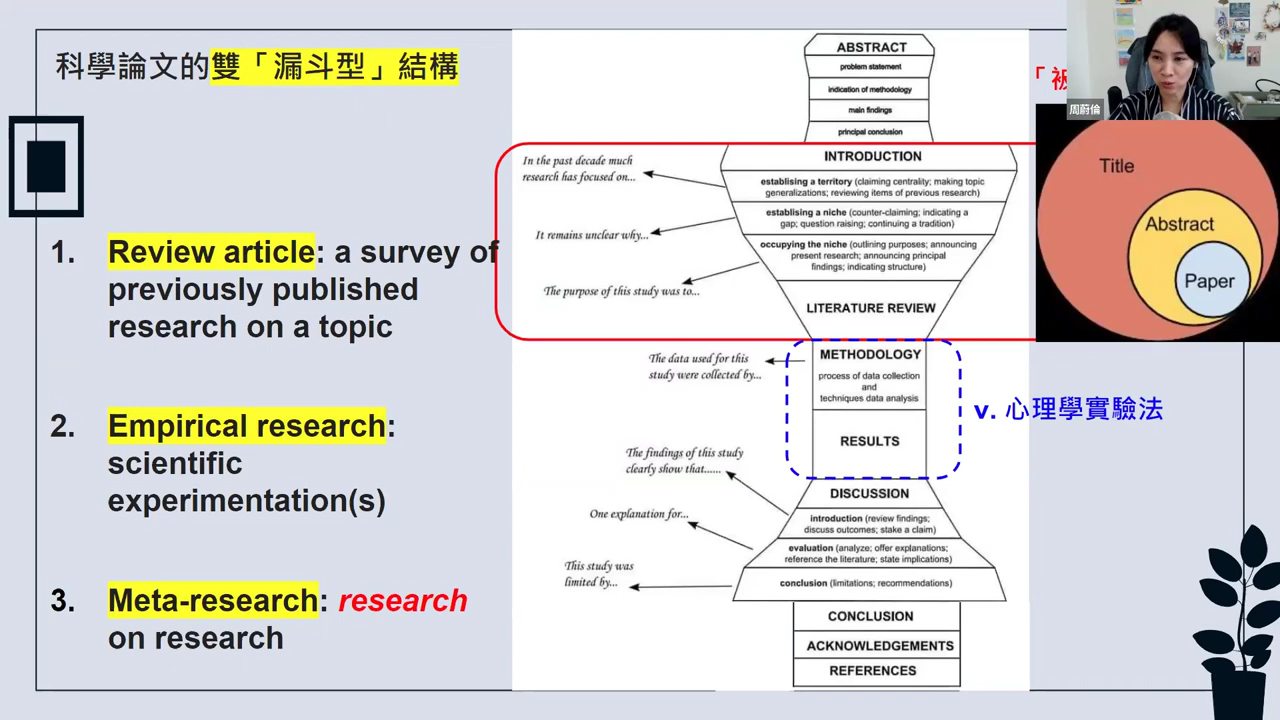 科學論文的雙「漏斗型」結構
1. Review article: a survey of
previously published
research on a topic
2. Empirical research:
scientific
experimentation(s)
3. Meta-research: research
on research
ABSTRACT
problem statement
indication of methodology
main findings
principal conclusion
INTRODUCTION
In the past decade much
research has focused on...
establising a territory (claiming centrality; making topic
generalizations; reviewing items of previous research)
It remains unclear why...
establising a niche (counter-claiming; indicating a
gap; question raising; continuing a tradition)
The purpose of this study was to...
occupying the niche (outlining purposes; announcing
present research; announcing principal
findings; indicating structure)
LITERATURE REVIEW
The data used for this
study were collected by...
METHODOLOGY
process of data collection
and
techniques data analysis
RESULTS
v. 心理學實驗法
The findings of this study
clearly show that......
DISCUSSION
One explanation for...
introduction (review findings;
discuss outcomes; stake a claim)
evaluation (analyze; offer explanations;
reference the literature; state implications)
This study was
limited by...
conclusion (limitations; recommendations)
CONCLUSION
ACKNOWLEDGEMENTS
REFERENCES
「被
周蔚倫
Title
Abstract
Paper